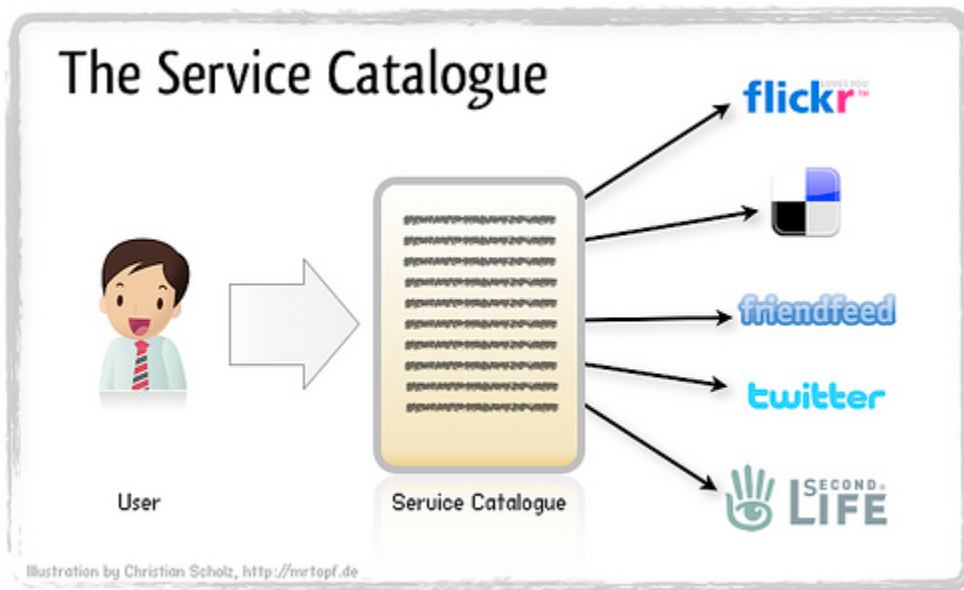 The Service Catalogue
LOVES YOU
flickr™
friendfeed
twitter
SECOND®
LIFE
User
Service Catalogue
Illustration by Christian Scholz, http://mrtopf.de